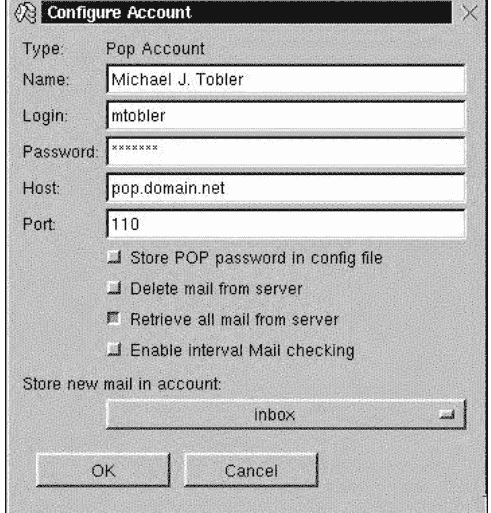 Configure Account
Type: Pop Account
Name: Michael J. Tobler
Login: mtobler
Password: *******
Host: pop.domain.net
Port: 110
Store POP password in config file
Delete mail from server
Retrieve all mail from server
Enable interval Mail checking
Store new mail in account:
inbox
OK Cancel